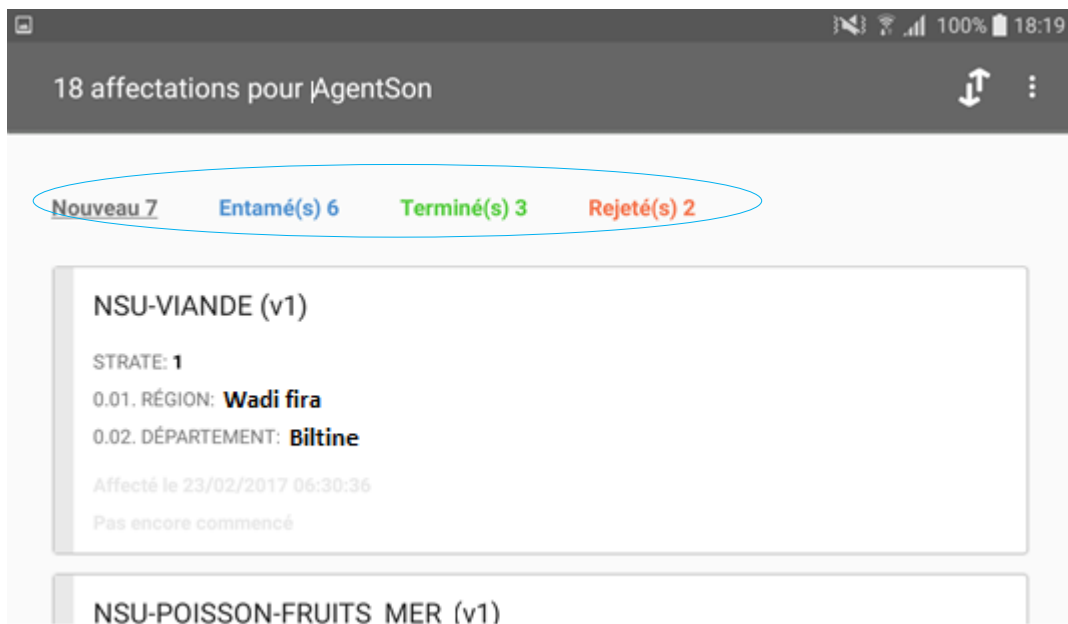 100% 18:19
18 affectations pour AgentSon
Nouveau 7 Entamé(s) 6 Terminé(s) 3 Rejeté(s) 2
NSU-VIANDE (v1)
STRATE: 1
0.01. RÉGION: Wadi fira
0.02. DÉPARTEMENT: Biltine
Affecté le 23/02/2017 06:30:36
Pas encore commencé
NSU-POISSON-FRUITS MER (v1)